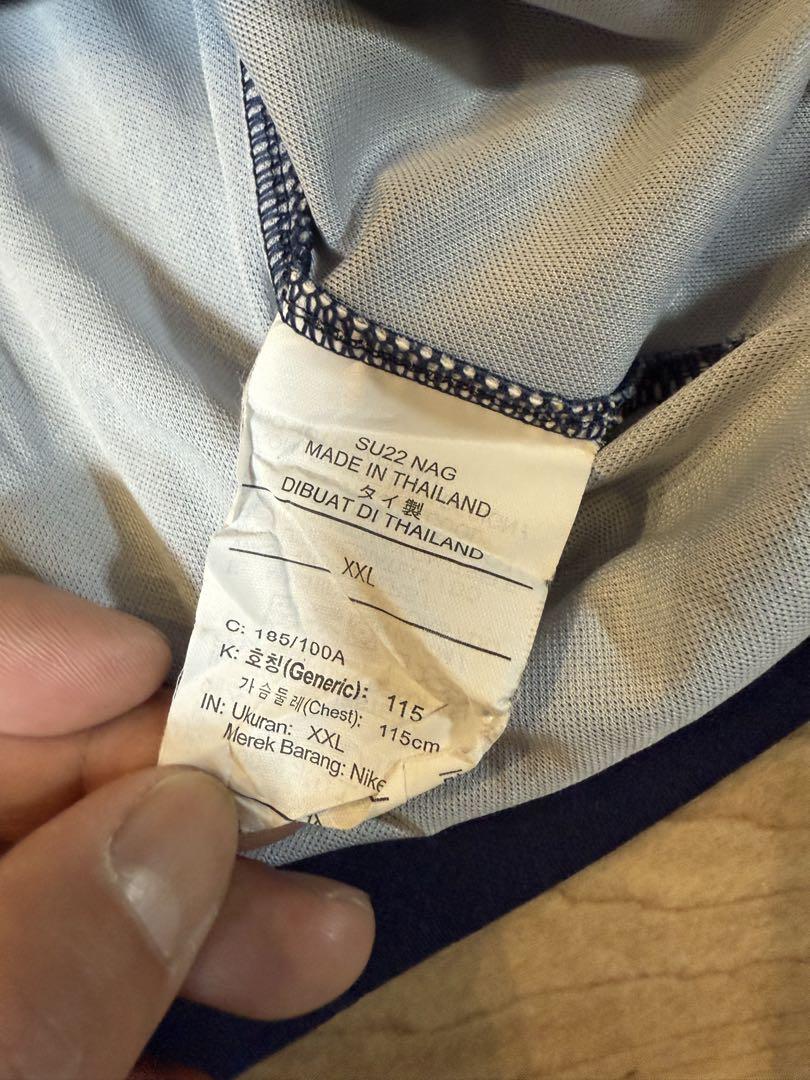 SU22 NAG
MADE IN THAILAND
タイ製
DIBUAT DI THAILAND
XXL
C: 185/100A
K: 호칭(Generic): 115
가슴둘레(Chest): 115cm
IN: Ukuran: XXL
Merek Barang: Nike